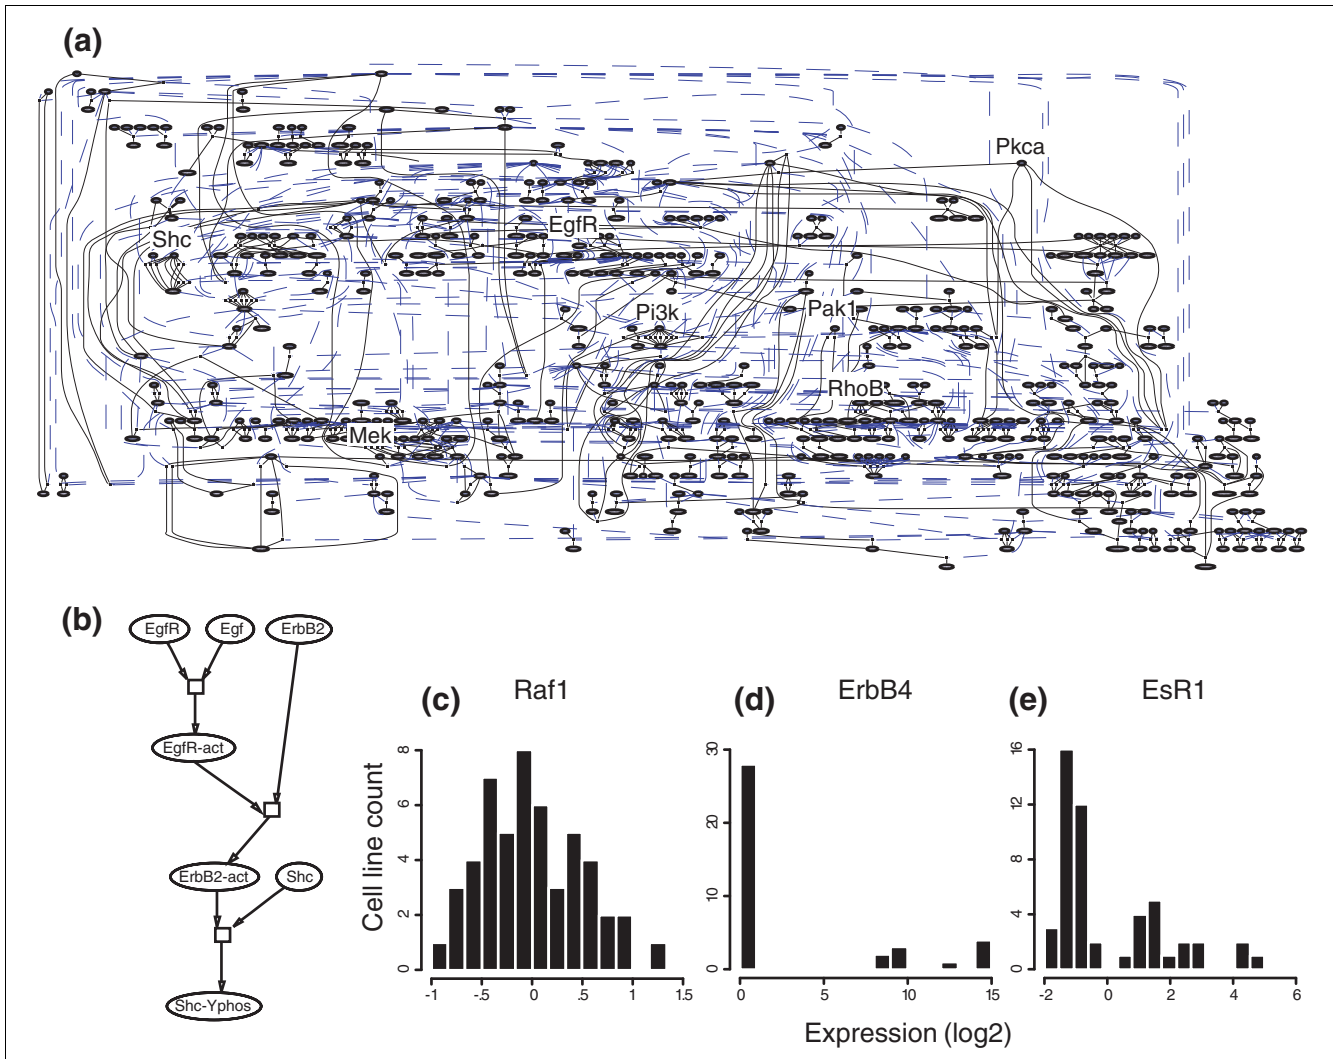 (a)
Pkca
EgfR
Shc
Pi3k
Pak1
RhoB
Mek
(b)
EgfR Egf ErbB2
EgfR-act
ErbB2-act Shc
Shc-Yphos
(c) Raf1
Cell line count
8
6
4
2
0
-1 -.5 0 .5 1 1.5
(d) ErbB4
30
20
10
0
0 5 10 15
(e) EsR1
16
12
8
4
0
-2 0 2 4 6
Expression (log2)